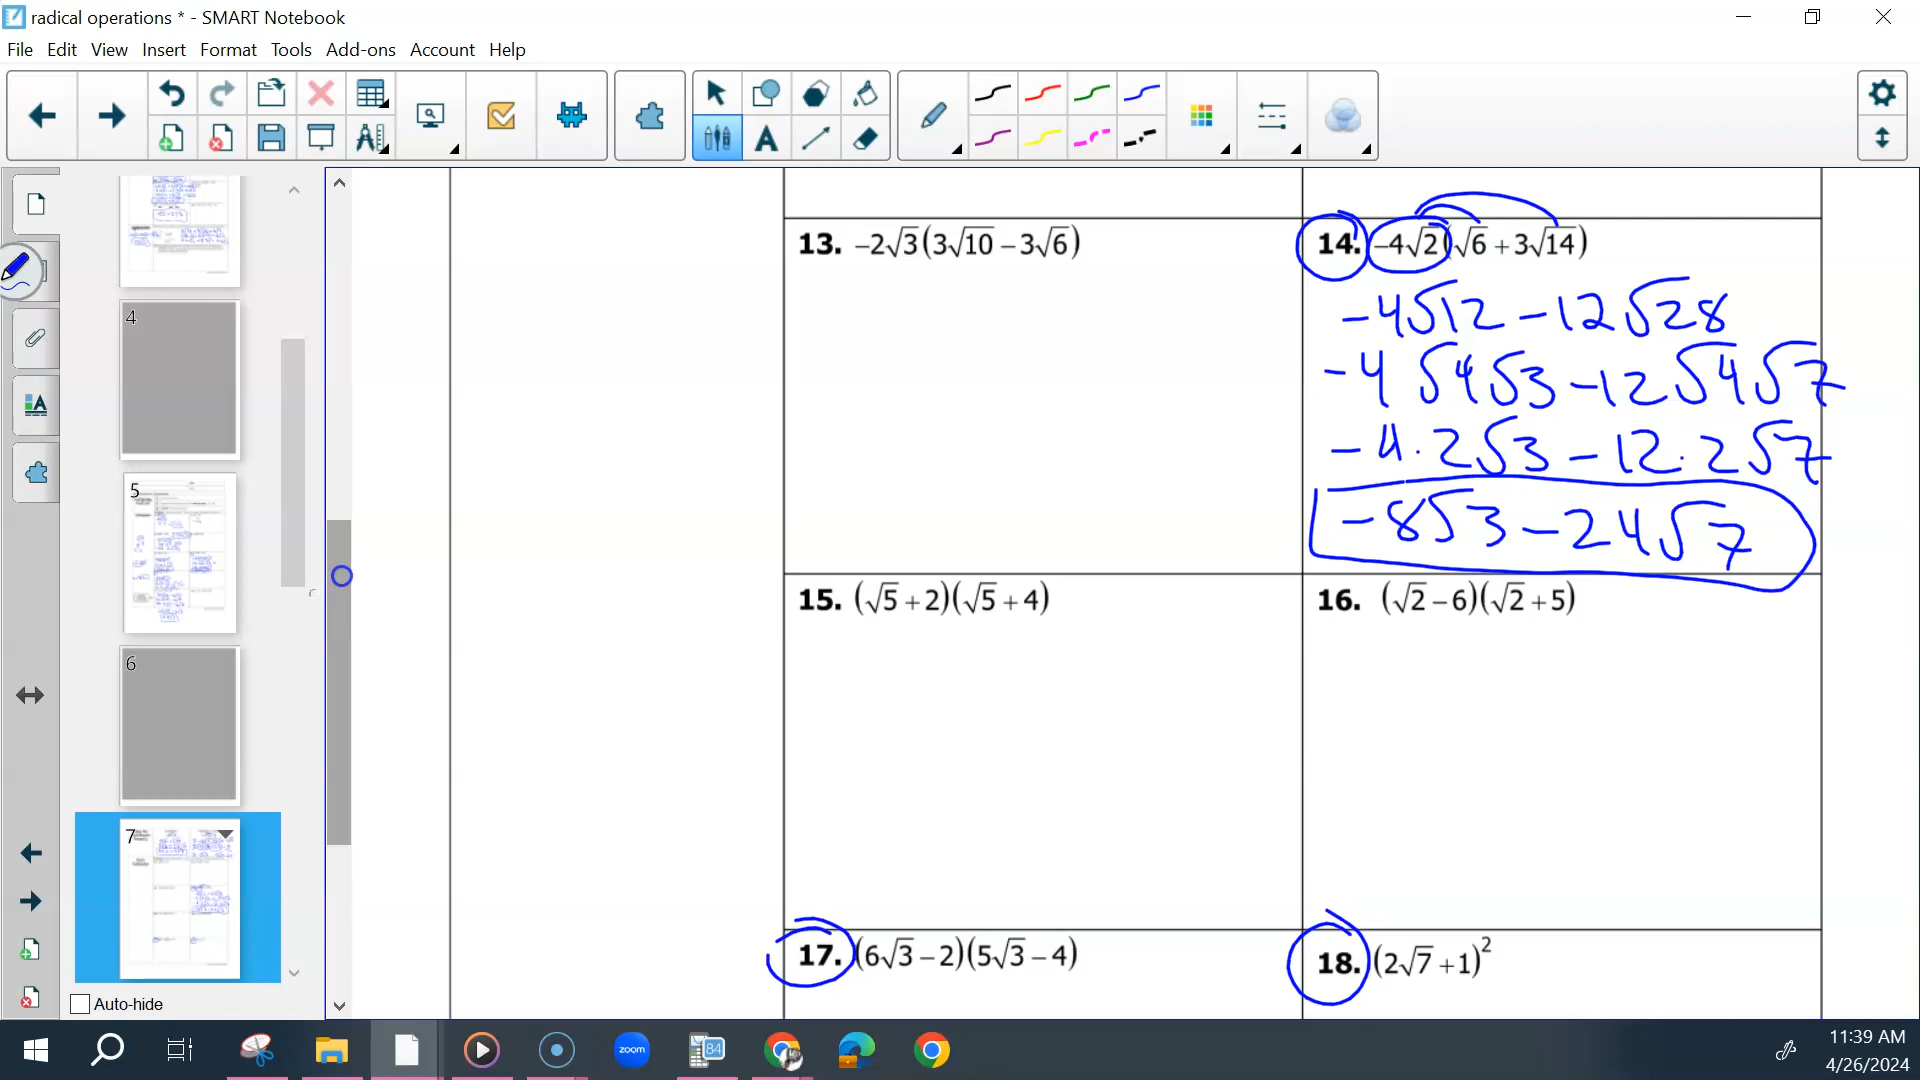 radical operations * - SMART Notebook
File Edit View Insert Format Tools Add-ons Account Help
4
5
6
7
Auto-hide
13. −2√3(3√10 − 3√6)
14. −4√2(√6 + 3√14)
−4√12 − 12√28
−4√4√3 − 12√4√7
−4·2√3 − 12·2√7
−8√3 − 24√7
15. (√5 + 2)(√5 + 4)
16. (√2 − 6)(√2 + 5)
17. (6√3 − 2)(5√3 − 4)
18. (2√7 + 1)²
zoom
84
11:39 AM
4/26/2024